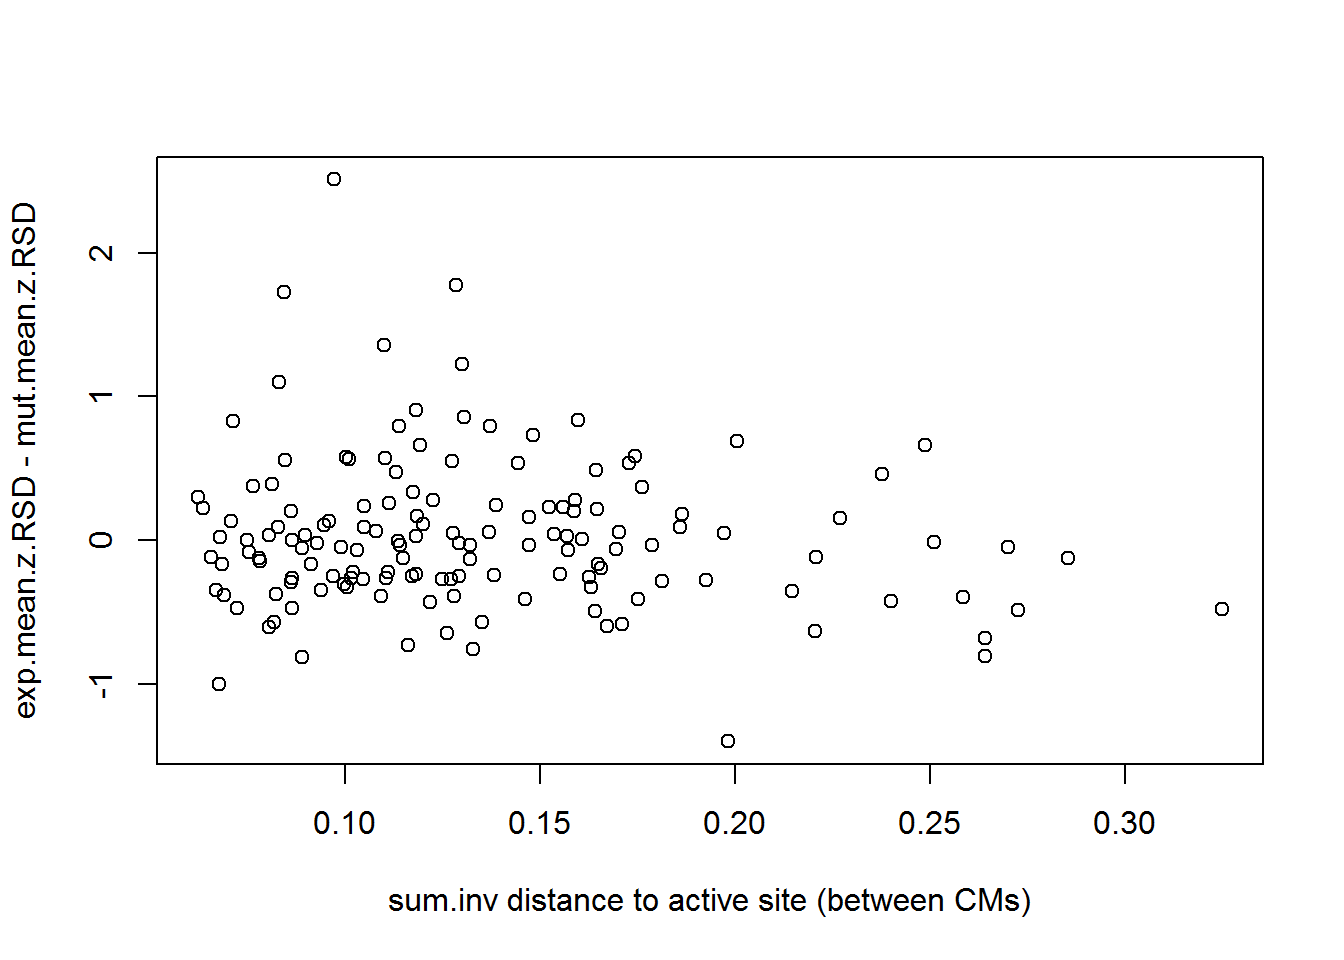 exp.mean.z.RSD - mut.mean.z.RSD
2
1
0
-1
0.10 0.15 0.20 0.25 0.30
sum.inv distance to active site (between CMs)